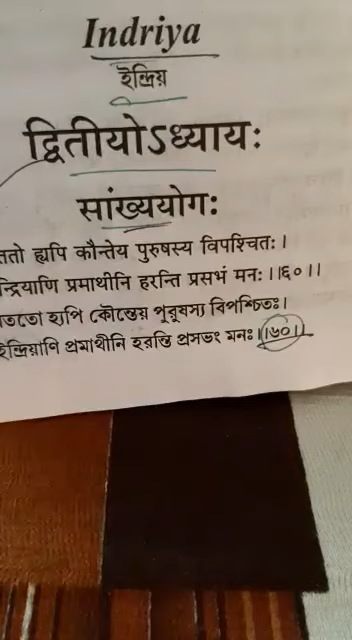 Indriya
ইন্দ্রিয়
द्वितीयोऽध्यायः
सांख्ययोगः
ततो ह्यपि कौन्तेय पुरुषस्य विपश्चितः।
न्द्रियाणि प्रमाथीनि हरन्ति प्रसभं मनः।।६०।।
ততো হ্যপি কৌন্তেয় পুরুষস্য বিপশ্চিতঃ।
ইন্দ্রিয়াণি প্রমাথীনি হরন্তি প্রসভং মনঃ।।৬০।।